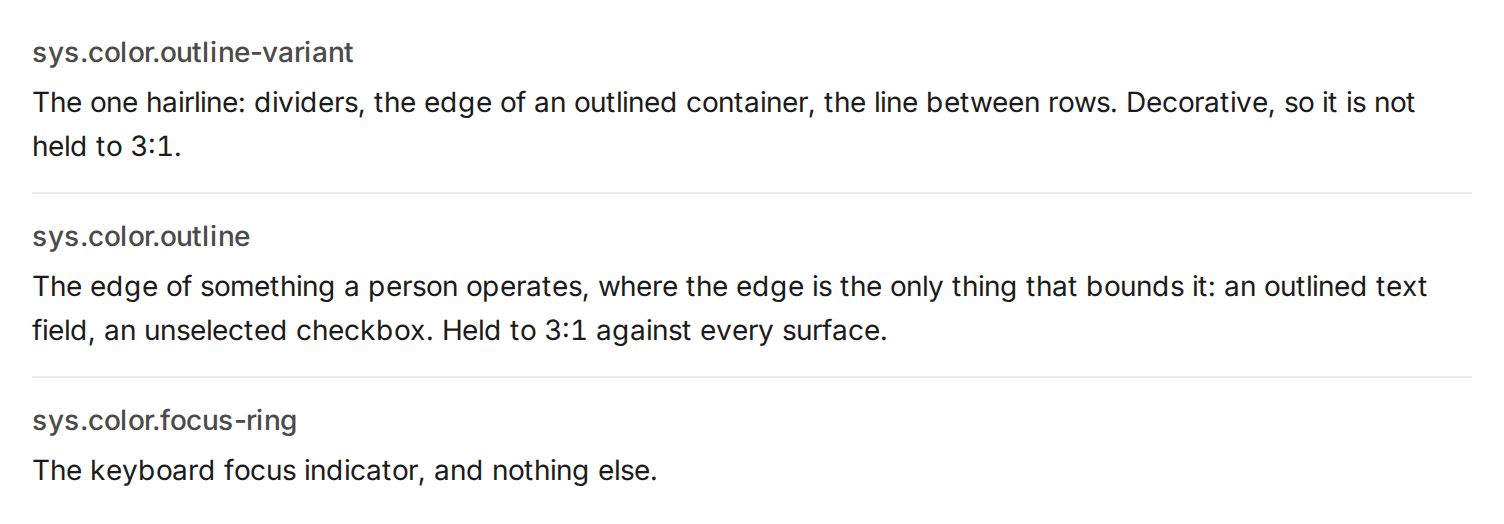 sys.color.outline-variant
The one hairline: dividers, the edge of an outlined container, the line between rows. Decorative, so it is not
held to 3:1.
sys.color.outline
The edge of something a person operates, where the edge is the only thing that bounds it: an outlined text
field, an unselected checkbox. Held to 3:1 against every surface.
sys.color.focus-ring
The keyboard focus indicator, and nothing else.